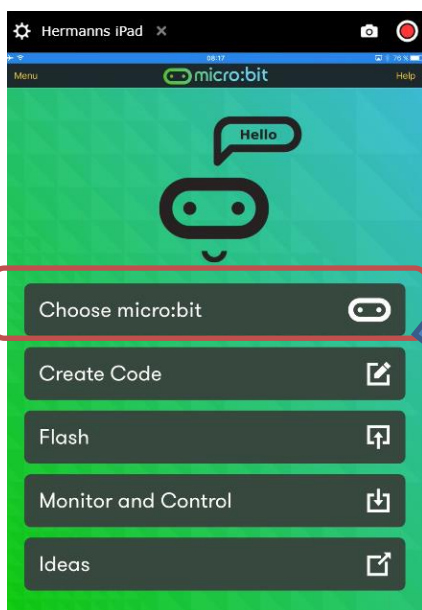 Hermanns iPad
08:17
76 %
Menu
micro:bit
Help
Hello
Choose micro:bit
Create Code
Flash
Monitor and Control
Ideas